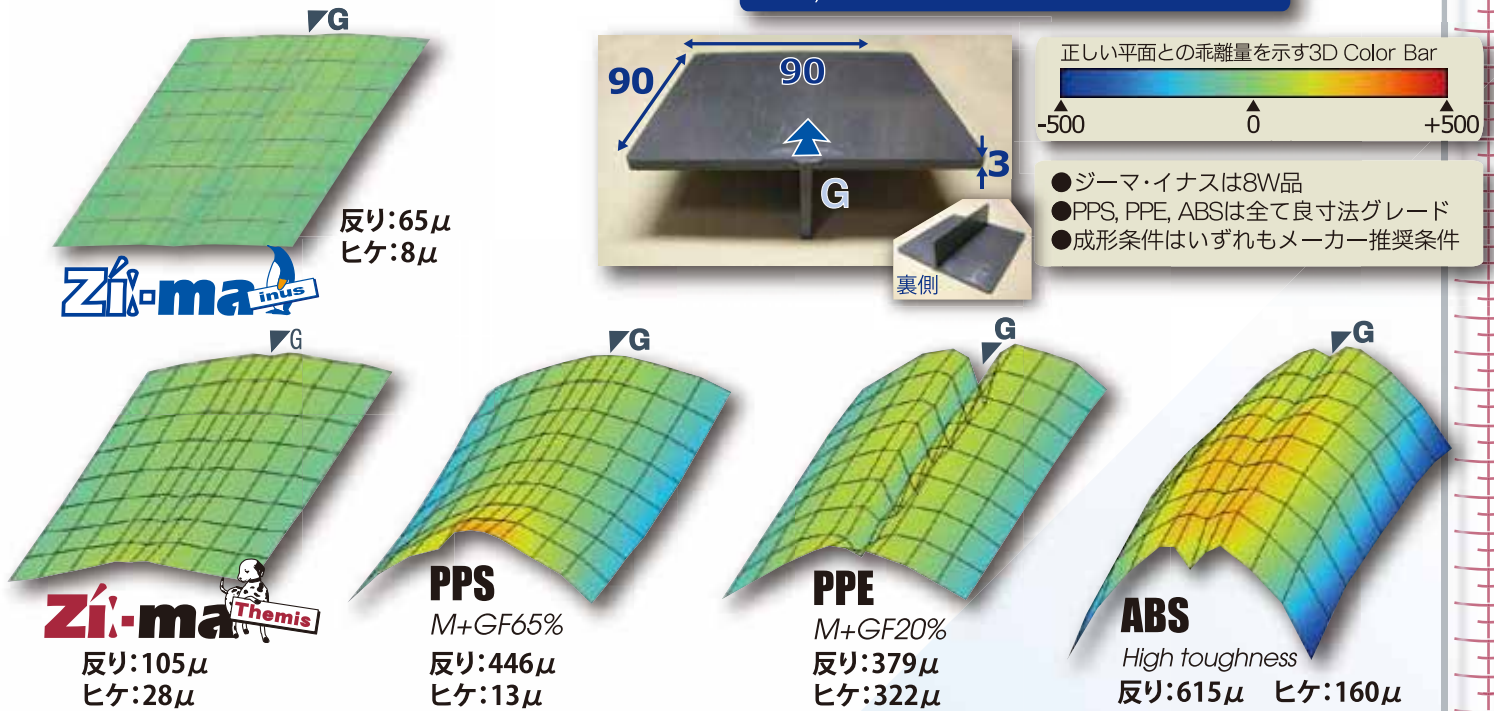 G
反り:65μ
ヒケ:8μ
Zi-ma
inus
90
90
3
G
裏側
正しい平面との乖離量を示す3D Color Bar
-500
0
+500
●ジーマ・イナスは8W品
●PPS, PPE, ABSは全て良寸法グレード
●成形条件はいずれもメーカー推奨条件
G
Zi-ma
Themis
反り:105μ
ヒケ:28μ
G
PPS
M+GF65%
反り:446μ
ヒケ:13μ
G
PPE
M+GF20%
反り:379μ
ヒケ:322μ
G
ABS
High toughness
反り:615μ ヒケ:160μ